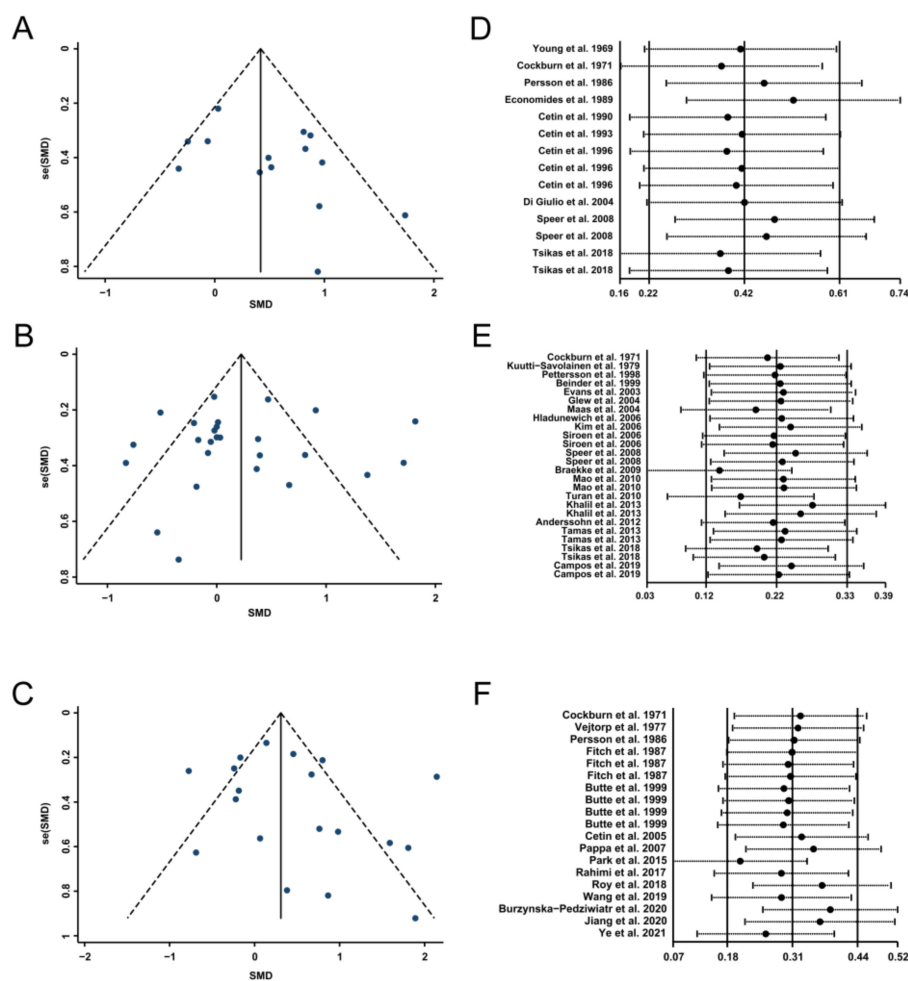 A
0
0.2
0.4
0.6
0.8
se(SMD)
−1
0
1
2
SMD
D
Young et al. 1969
Cockburn et al. 1971
Persson et al. 1986
Economides et al. 1989
Cetin et al. 1990
Cetin et al. 1993
Cetin et al. 1996
Cetin et al. 1996
Cetin et al. 1996
Di Giulio et al. 2004
Speer et al. 2008
Speer et al. 2008
Tsikas et al. 2018
Tsikas et al. 2018
0.16 0.22 0.42 0.61 0.74
B
0
0.2
0.4
0.6
0.8
se(SMD)
−1
0
1
2
SMD
E
Cockburn et al. 1971
Kuutti−Savolainen et al. 1979
Pettersson et al. 1998
Beinder et al. 1999
Evans et al. 2003
Glew et al. 2004
Maas et al. 2004
Hladunewich et al. 2006
Kim et al. 2006
Siroen et al. 2006
Siroen et al. 2006
Speer et al. 2008
Speer et al. 2008
Braekke et al. 2009
Mao et al. 2010
Mao et al. 2010
Turan et al. 2010
Khalil et al. 2013
Khalil et al. 2013
Anderssohn et al. 2012
Tamas et al. 2013
Tamas et al. 2013
Tsikas et al. 2018
Tsikas et al. 2018
Campos et al. 2019
Campos et al. 2019
0.03 0.12 0.22 0.33 0.39
C
0
0.2
0.4
0.6
0.8
1
se(SMD)
−2
−1
0
1
2
SMD
F
Cockburn et al. 1971
Vejtorp et al. 1977
Persson et al. 1986
Fitch et al. 1987
Fitch et al. 1987
Fitch et al. 1987
Butte et al. 1999
Butte et al. 1999
Butte et al. 1999
Butte et al. 1999
Cetin et al. 2005
Pappa et al. 2007
Park et al. 2015
Rahimi et al. 2017
Roy et al. 2018
Wang et al. 2019
Burzynska−Pedziwiatr et al. 2020
Jiang et al. 2020
Ye et al. 2021
0.07 0.18 0.31 0.44 0.52